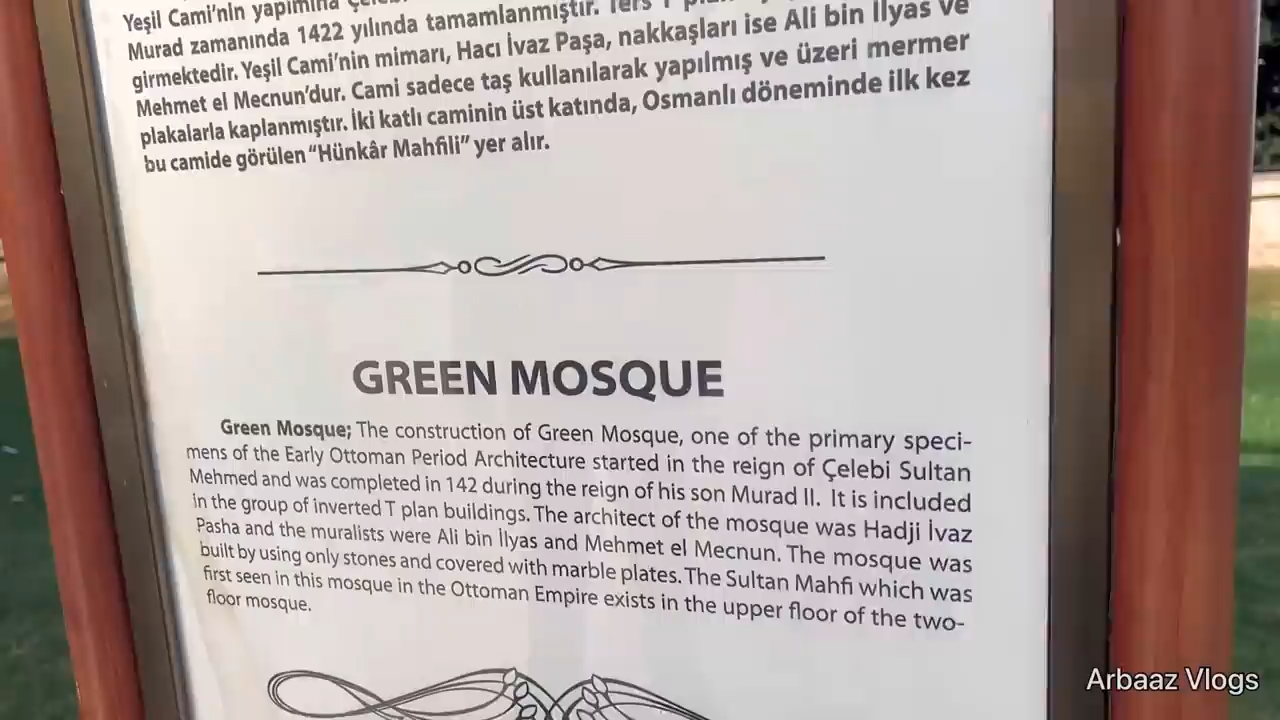 Yeşil Cami'nin yapımına
Murad zamanında 1422 yılında tamamlanmıştır. Ters T
girmektedir. Yeşil Cami'nin mimarı, Hacı İvaz Paşa, nakkaşları ise Ali bin İlyas ve
Mehmet el Mecnun'dur. Cami sadece taş kullanılarak yapılmış ve üzeri mermer
plakalarla kaplanmıştır. İki katlı caminin üst katında, Osmanlı döneminde ilk kez
bu camide görülen "Hünkâr Mahfili" yer alır.
GREEN MOSQUE
Green Mosque; The construction of Green Mosque, one of the primary speci-
mens of the Early Ottoman Period Architecture started in the reign of Çelebi Sultan
Mehmed and was completed in 142 during the reign of his son Murad II. It is included
in the group of inverted T plan buildings. The architect of the mosque was Hadji İvaz
Pasha and the muralists were Ali bin İlyas and Mehmet el Mecnun. The mosque was
built by using only stones and covered with marble plates. The Sultan Mahfi which was
first seen in this mosque in the Ottoman Empire exists in the upper floor of the two-
floor mosque.
Arbaaz Vlogs